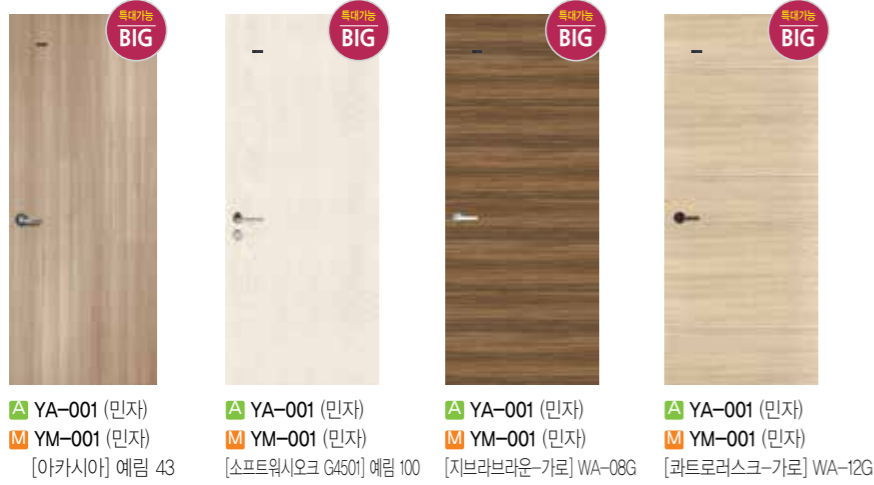 특대가능
BIG
특대가능
BIG
특대가능
BIG
특대가능
BIG
A YA-001 (민자)
M YM-001 (민자)
[아카시아] 예림 43
A YA-001 (민자)
M YM-001 (민자)
[소프트워시오크 G4501] 예림 100
A YA-001 (민자)
M YM-001 (민자)
[지브라브라운-가로] WA-08G
A YA-001 (민자)
M YM-001 (민자)
[콰트로러스크-가로] WA-12G